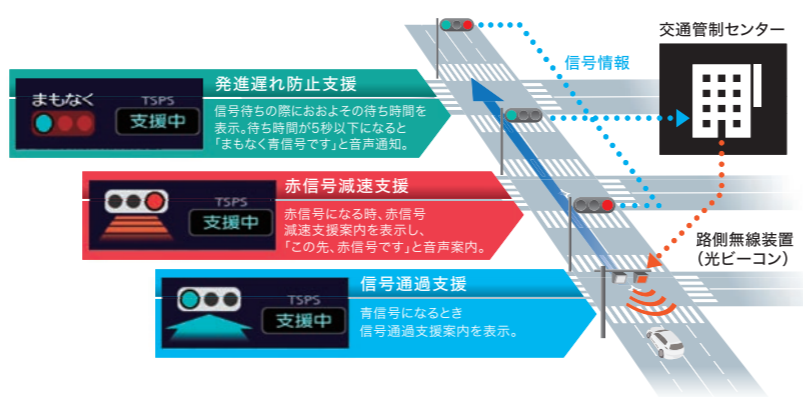 交通管制センター
信号情報
発進遅れ防止支援
まもなく
TSPS
支援中
信号待ちの際におおよその待ち時間を
表示。待ち時間が5秒以下になると
「まもなく青信号です」と音声通知。
赤信号減速支援
TSPS
支援中
赤信号になる時、赤信号
減速支援案内を表示し、
「この先、赤信号です」と音声案内。
路側無線装置
（光ビーコン）
信号通過支援
TSPS
支援中
青信号になるとき
信号通過支援案内を表示。